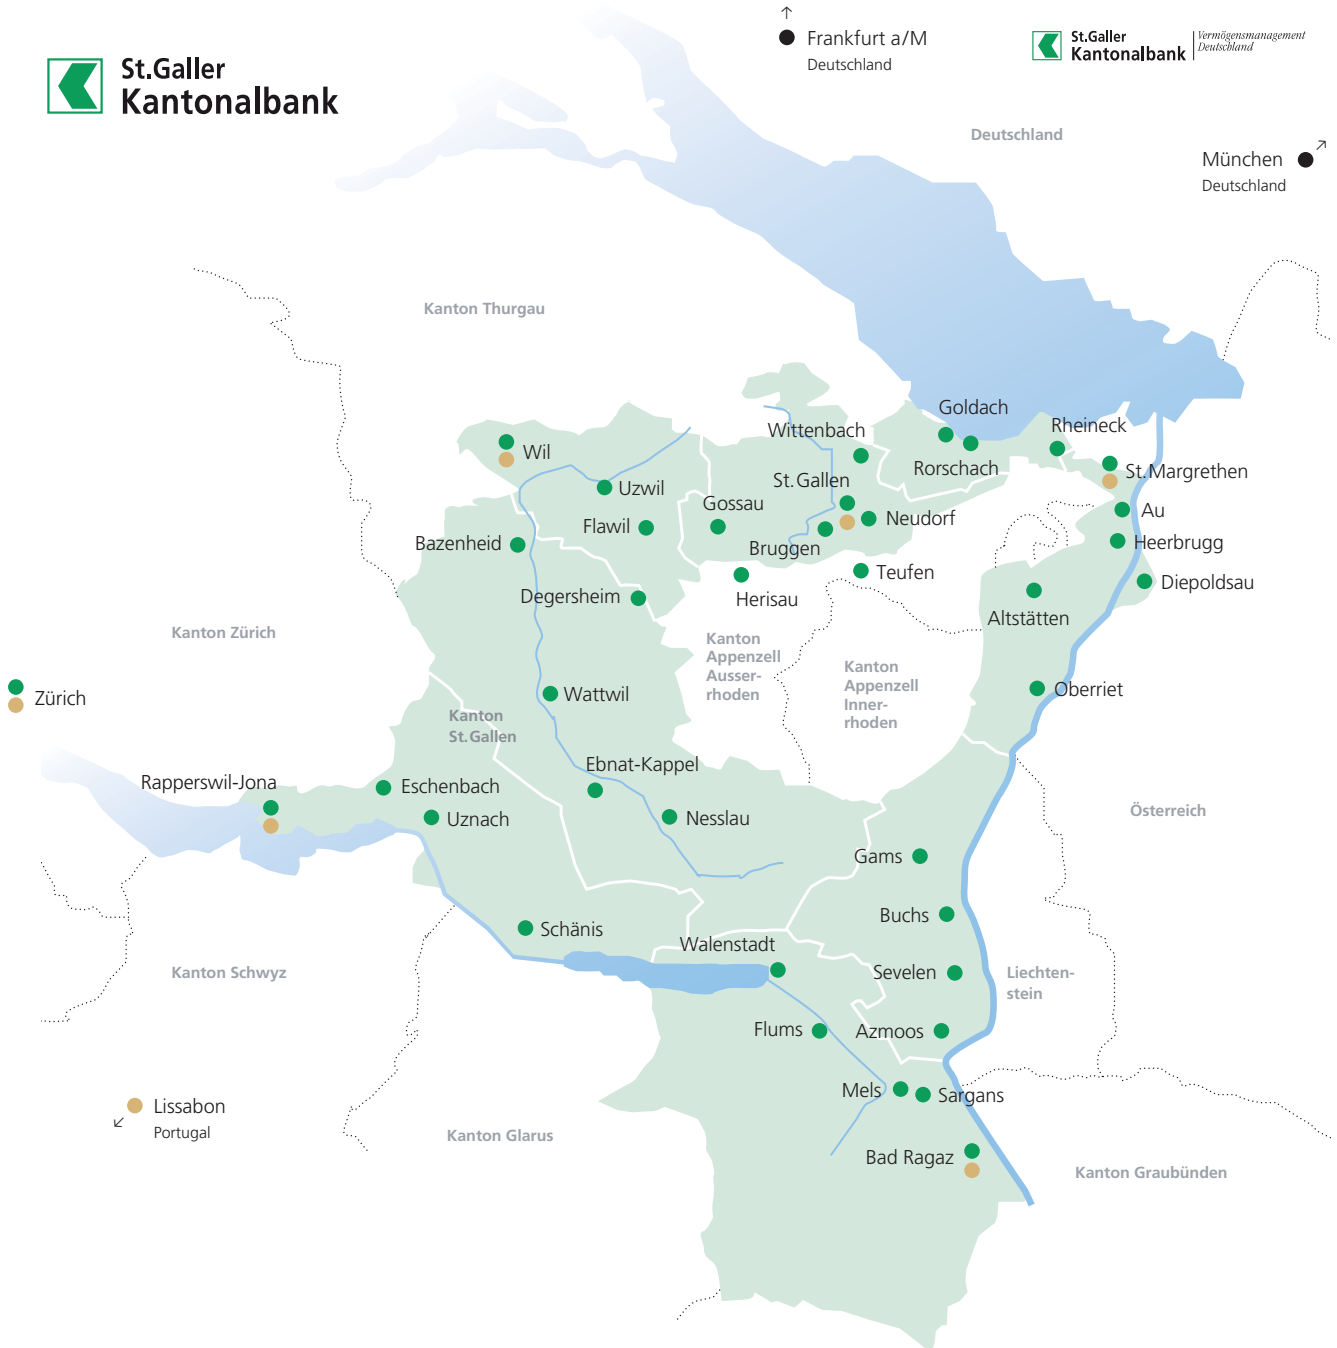 St.Galler
Kantonalbank
Frankfurt a/M
Deutschland
St.Galler
Kantonalbank
Vermögensmanagement
Deutschland
Deutschland
München
Deutschland
Kanton Thurgau
Goldach
Rheineck
Wittenbach
Wil
Rorschach
St.Margrethen
Uzwil
St.Gallen
Gossau
Au
Flawil
Neudorf
Bazenheid
Bruggen
Heerbrugg
Teufen
Diepoldsau
Degersheim
Herisau
Altstätten
Kanton Zürich
Kanton
Appenzell
Ausser-
rhoden
Kanton
Appenzell
Inner-
rhoden
Zürich
Wattwil
Oberriet
Kanton
St.Gallen
Ebnat-Kappel
Rapperswil-Jona
Eschenbach
Uznach
Nesslau
Österreich
Gams
Buchs
Schänis
Walenstadt
Kanton Schwyz
Sevelen
Liechten-
stein
Flums
Azmoos
Mels
Sargans
Lissabon
Portugal
Kanton Glarus
Bad Ragaz
Kanton Graubünden